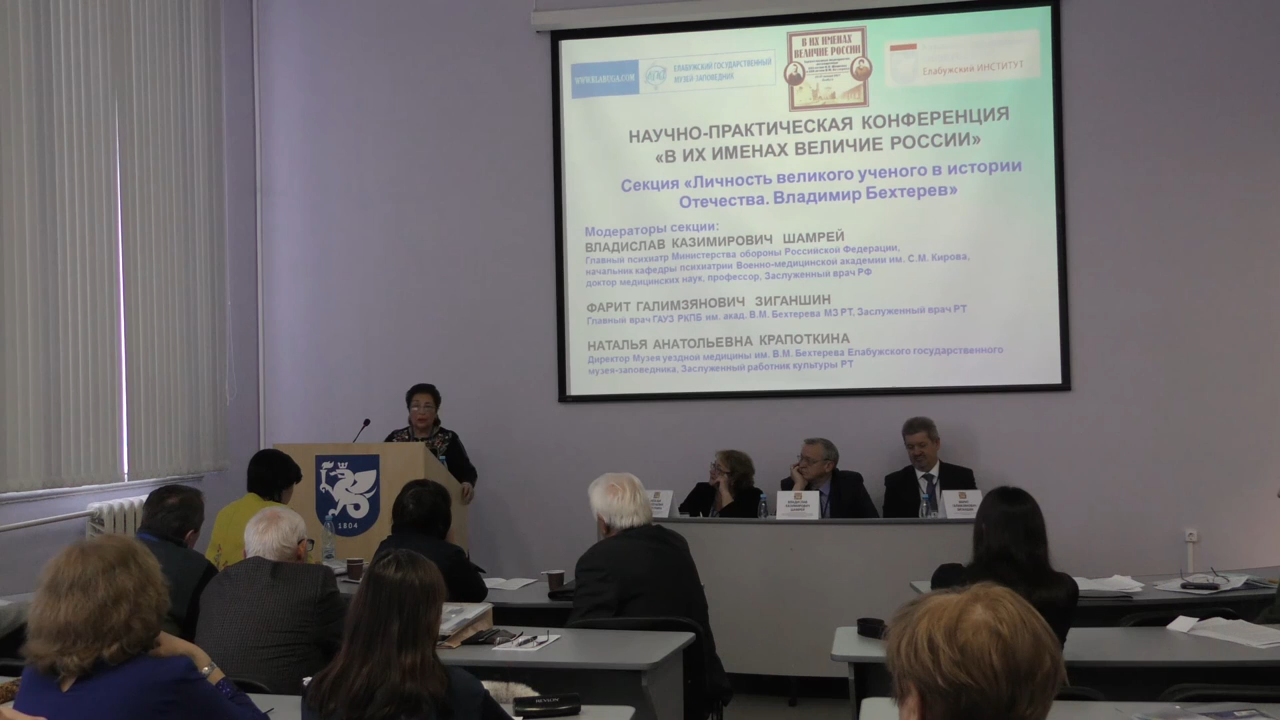 WWW.ELABUGA.COM
ЕЛАБУЖСКИЙ ГОСУДАРСТВЕННЫЙ
МУЗЕЙ-ЗАПОВЕДНИК
В ИХ ИМЕНАХ
ВЕЛИЧИЕ РОССИИ
Елабужский ИНСТИТУТ
НАУЧНО-ПРАКТИЧЕСКАЯ КОНФЕРЕНЦИЯ
«В ИХ ИМЕНАХ ВЕЛИЧИЕ РОССИИ»
Секция «Личность великого ученого в истории
Отечества. Владимир Бехтерев»
Модераторы секции:
ВЛАДИСЛАВ КАЗИМИРОВИЧ ШАМРЕЙ
Главный психиатр Министерства обороны Российской Федерации,
начальник кафедры психиатрии Военно-медицинской академии им. С.М. Кирова,
доктор медицинских наук, профессор, Заслуженный врач РФ
ФАРИТ ГАЛИМЗЯНОВИЧ ЗИГАНШИН
Главный врач ГАУЗ РКПБ им. акад. В.М. Бехтерева МЗ РТ, Заслуженный врач РТ
НАТАЛЬЯ АНАТОЛЬЕВНА КРАПОТКИНА
Директор Музея уездной медицины им. В.М. Бехтерева Елабужского государственного
музея-заповедника, Заслуженный работник культуры РТ
1804